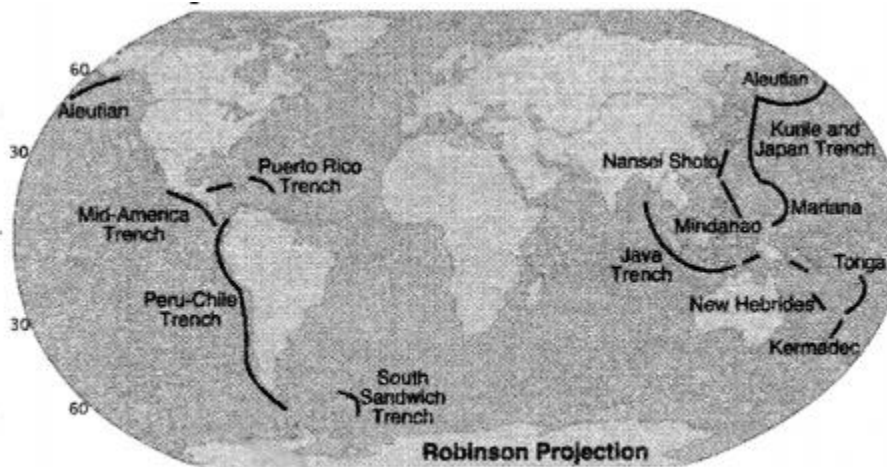 60
Aleutian
Aleutian
30
Kurile and
Japan Trench
Puerto Rico
Trench
Nansei Shoto
Mid-America
Trench
Mindanao
Mariana
Java
Trench
Tonga
Peru-Chile
Trench
New Hebrides
30
Kermadec
South
Sandwich
Trench
60
Robinson Projection